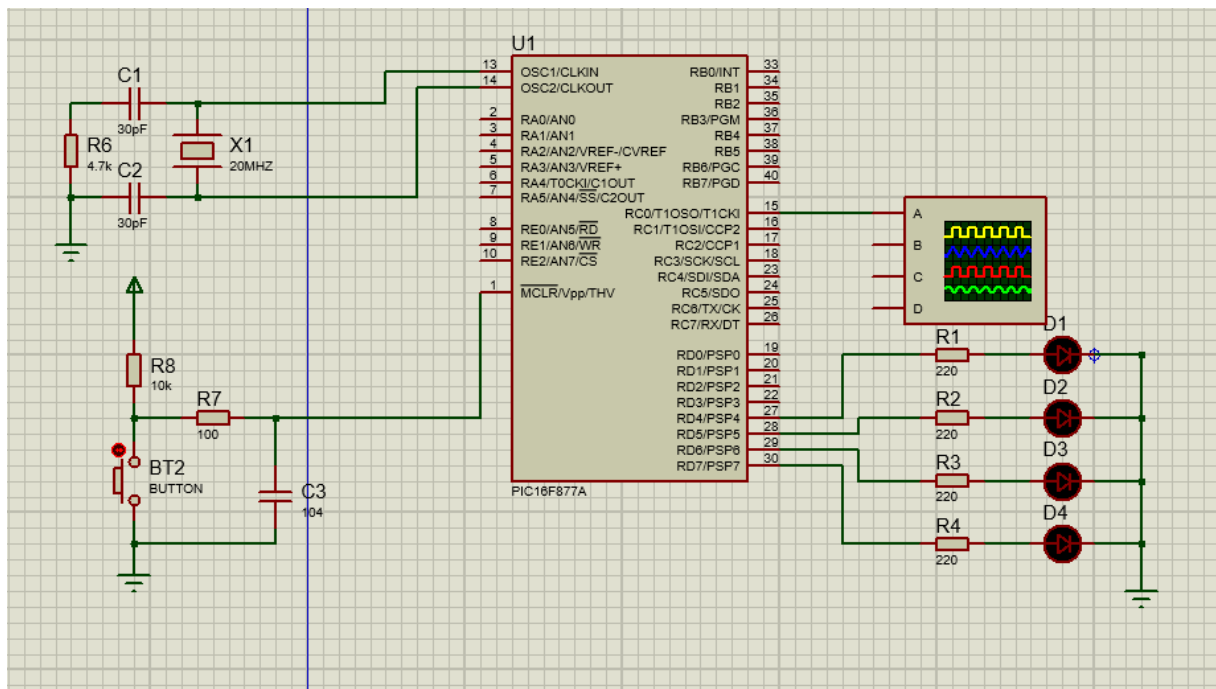 U1
C1
30pF
R6
4.7k
X1
20MHZ
C2
30pF
R8
10k
R7
100
BT2
BUTTON
C3
104
13 OSC1/CLKIN
14 OSC2/CLKOUT
2 RA0/AN0
3 RA1/AN1
4 RA2/AN2/VREF-/CVREF
5 RA3/AN3/VREF+
6 RA4/T0CKI/C1OUT
7 RA5/AN4/SS/C2OUT
8 RE0/AN5/RD
9 RE1/AN6/WR
10 RE2/AN7/CS
1 MCLR/Vpp/THV
RB0/INT 33
RB1 34
RB2 35
RB3/PGM 36
RB4 37
RB5 38
RB6/PGC 39
RB7/PGD 40
RC0/T1OSO/T1CKI 15
RC1/T1OSI/CCP2 16
RC2/CCP1 17
RC3/SCK/SCL 18
RC4/SDI/SDA 23
RC5/SDO 24
RC6/TX/CK 25
RC7/RX/DT 26
RD0/PSP0 19
RD1/PSP1 20
RD2/PSP2 21
RD3/PSP3 22
RD4/PSP4 27
RD5/PSP5 28
RD6/PSP6 29
RD7/PSP7 30
PIC16F877A
A
B
C
D
R1
220
D1
R2
220
D2
R3
220
D3
R4
220
D4